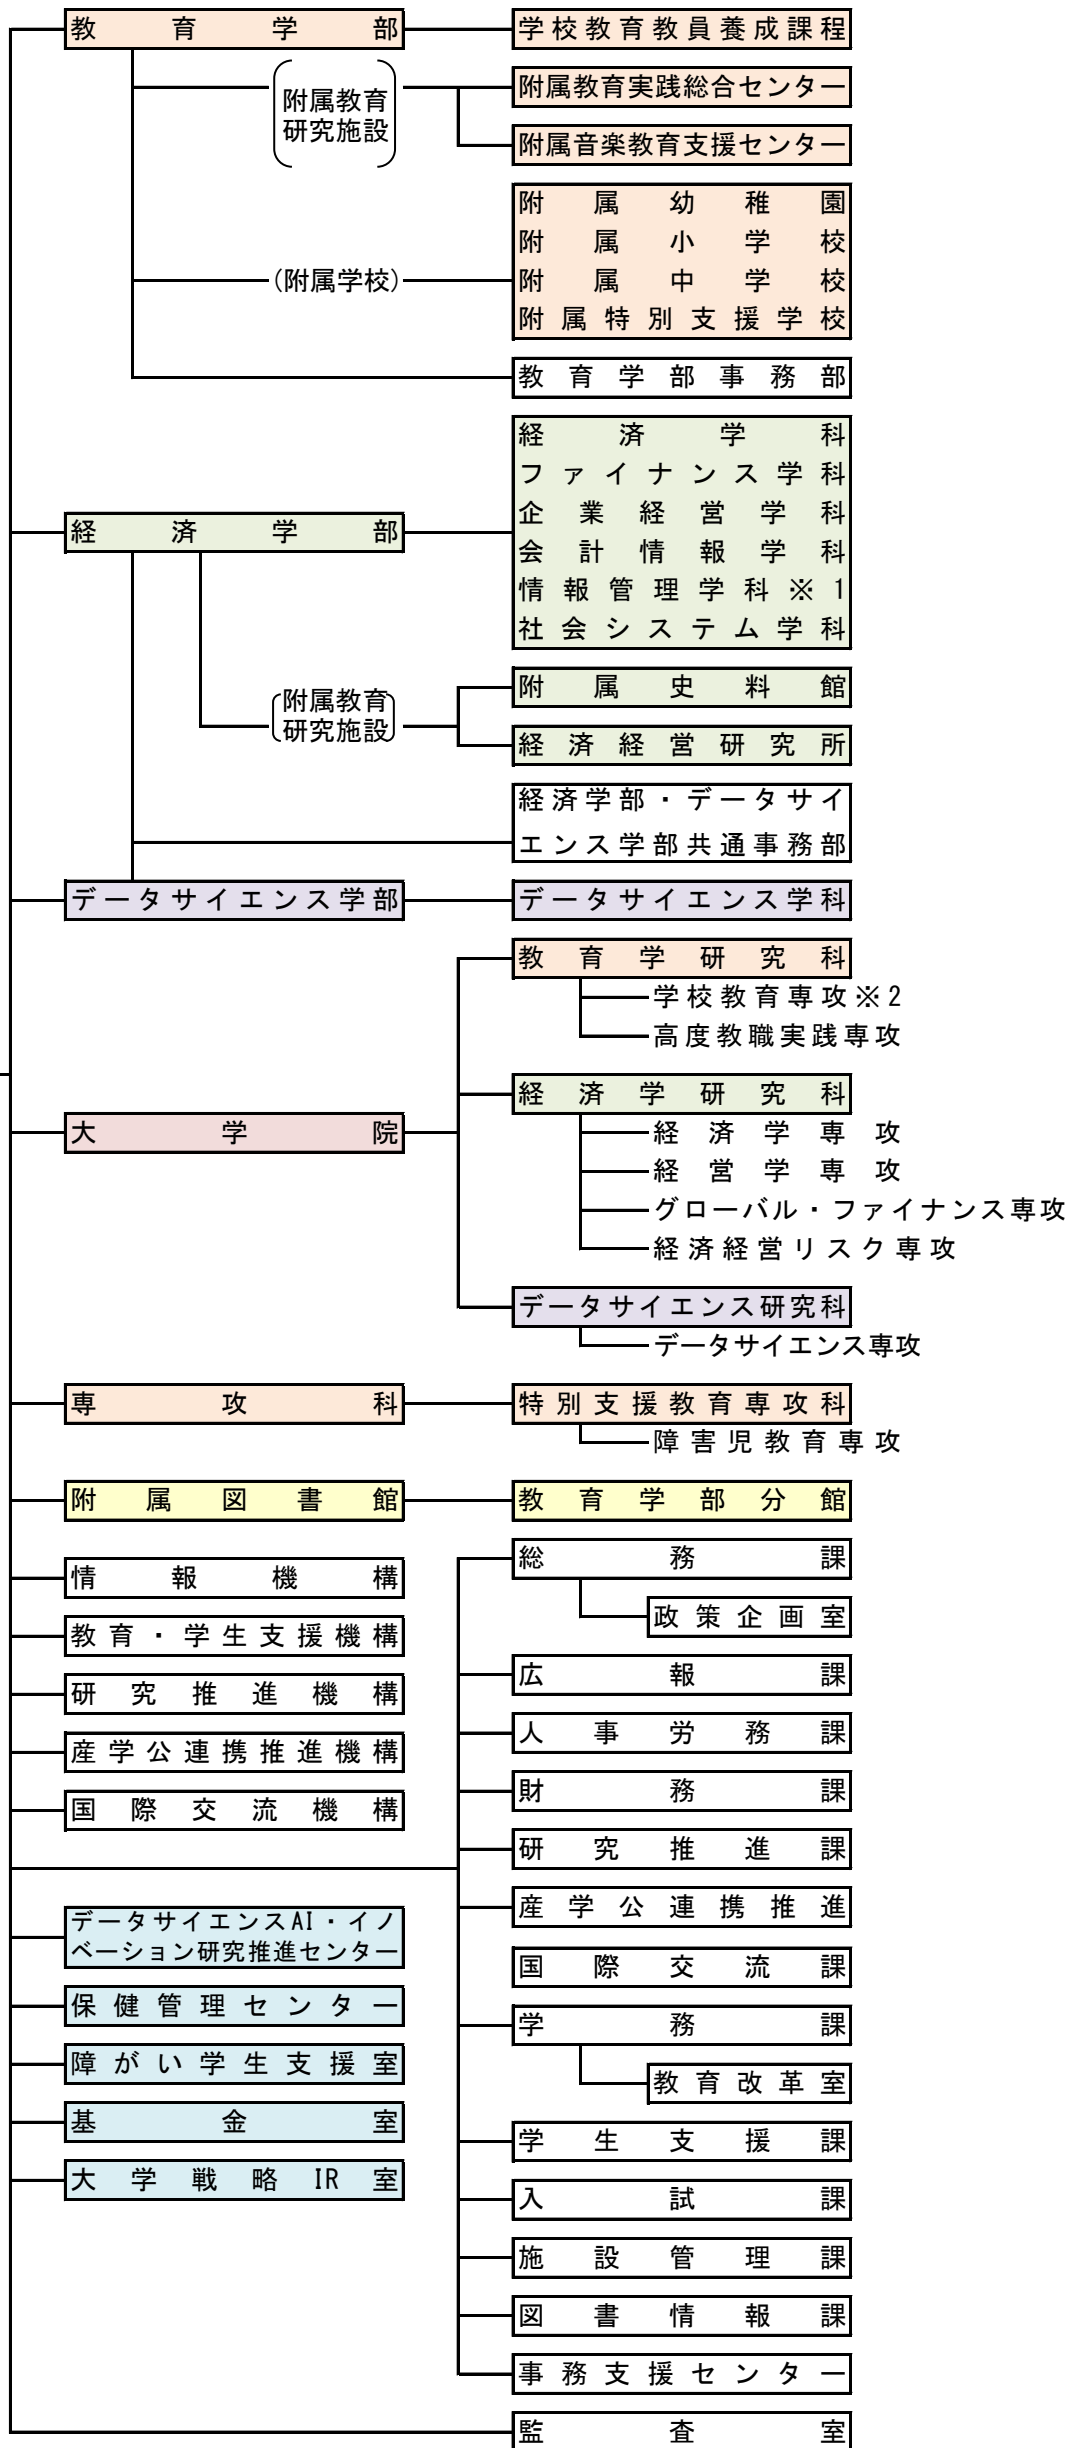 教育学部
学校教育教員養成課程
附属教育
研究施設
附属教育実践総合センター
附属音楽教育支援センター
(附属学校)
附属幼稚園
附属小学校
附属中学校
附属特別支援学校
教育学部事務部
経済学部
経済学科
ファイナンス学科
企業経営学科
会計情報学科
情報管理学科※1
社会システム学科
附属教育
研究施設
附属史料館
経済経営研究所
経済学部・データサイ
エンス学部共通事務部
データサイエンス学部
データサイエンス学科
大学院
教育学研究科
学校教育専攻※2
高度教職実践専攻
経済学研究科
経済学専攻
経営学専攻
グローバル・ファイナンス専攻
経済経営リスク専攻
データサイエンス研究科
データサイエンス専攻
専攻科
特別支援教育専攻科
障害児教育専攻
附属図書館
教育学部分館
情報機構
教育・学生支援機構
研究推進機構
産学公連携推進機構
国際交流機構
データサイエンスAI・イノ
ベーション研究推進センター
保健管理センター
障がい学生支援室
基金室
大学戦略IR室
総務課
政策企画室
広報課
人事労務課
財務課
研究推進課
産学公連携推進
国際交流課
学務課
教育改革室
学生支援課
入試課
施設管理課
図書情報課
事務支援センター
監査室